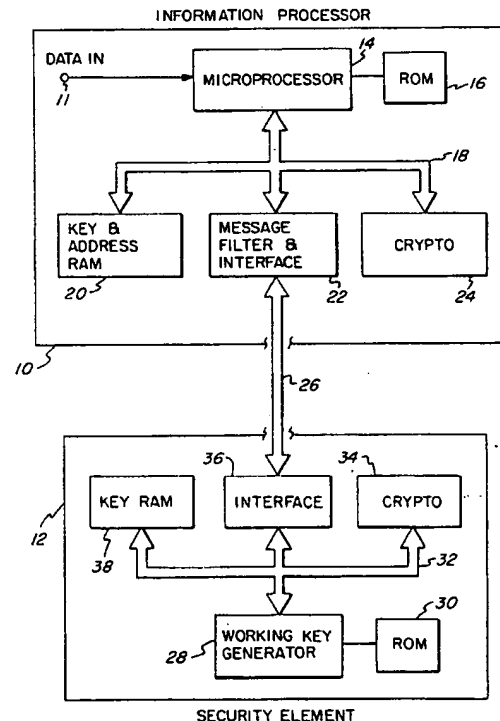 INFORMATION PROCESSOR
14
DATA IN
11
MICROPROCESSOR
ROM
16
18
KEY &
ADDRESS
RAM
20
MESSAGE
FILTER &
INTERFACE
22
CRYPTO
24
10
26
36
34
12
KEY RAM
38
INTERFACE
CRYPTO
32
30
28
WORKING KEY
GENERATOR
ROM
SECURITY ELEMENT